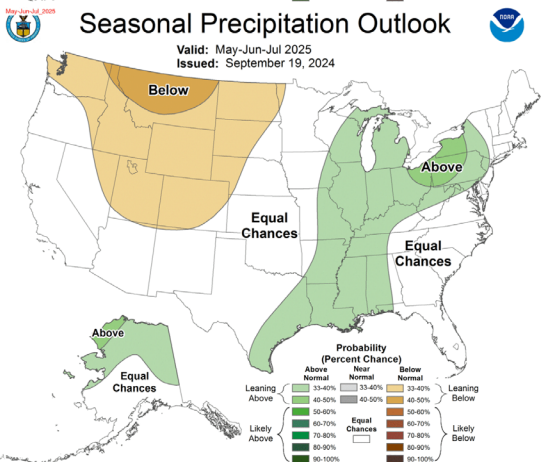 May-Jun-Jul 2025
Seasonal Precipitation Outlook
NOAA
Valid: May-Jun-Jul 2025
Issued: September 19, 2024
Below
Above
Equal
Chances
Equal
Chances
Above
Equal
Chances
Probability
(Percent Chance)
Above
Normal
Near
Normal
Below
Normal
Leaning
Above
33-40%
40-50%
33-40%
40-50%
33-40%
40-50%
Leaning
Below
Likely
Above
50-60%
60-70%
70-80%
80-90%
90-100%
Equal
Chances
50-60%
60-70%
70-80%
80-90%
90-100%
Likely
Below